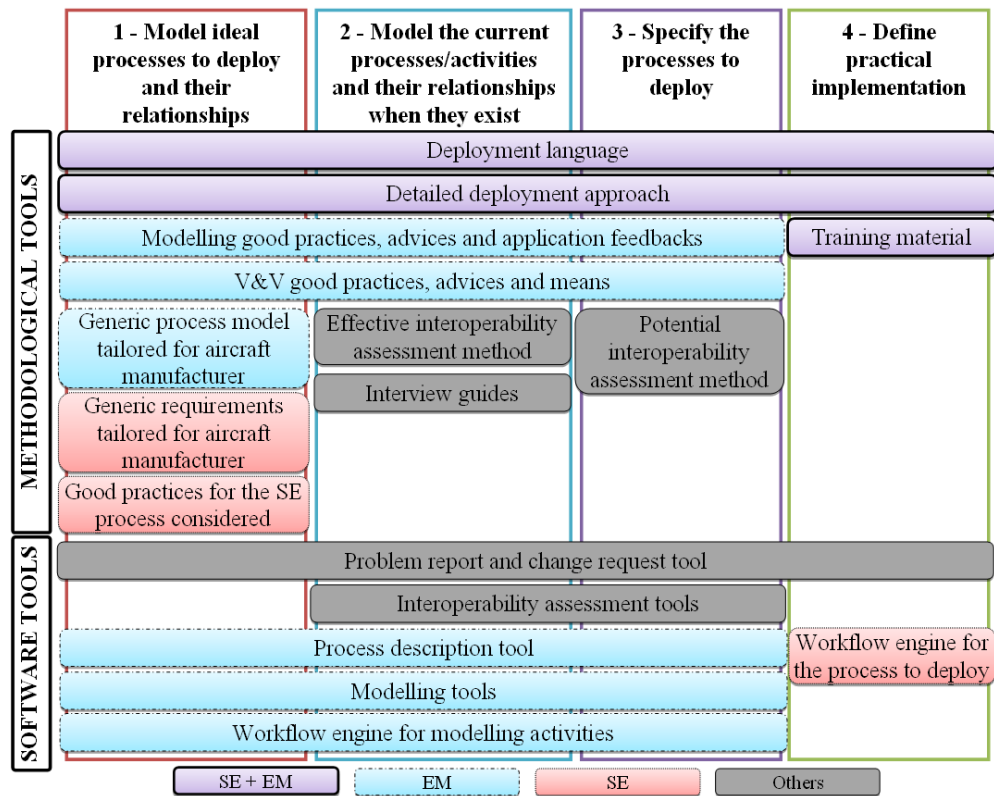 1 - Model ideal
processes to deploy
and their
relationships
2 - Model the current
processes/activities
and their relationships
when they exist
3 - Specify the
processes to
deploy
4 - Define
practical
implementation
METHODOLOGICAL TOOLS
Deployment language
Detailed deployment approach
Modelling good practices, advices and application feedbacks
Training material
V&V good practices, advices and means
Generic process model
tailored for aircraft
manufacturer
Effective interoperability
assessment method
Potential
interoperability
assessment method
Interview guides
Generic requirements
tailored for aircraft
manufacturer
Good practices for the SE
process considered
SOFTWARE TOOLS
Problem report and change request tool
Interoperability assessment tools
Process description tool
Workflow engine for
the process to deploy
Modelling tools
Workflow engine for modelling activities
SE + EM
EM
SE
Others